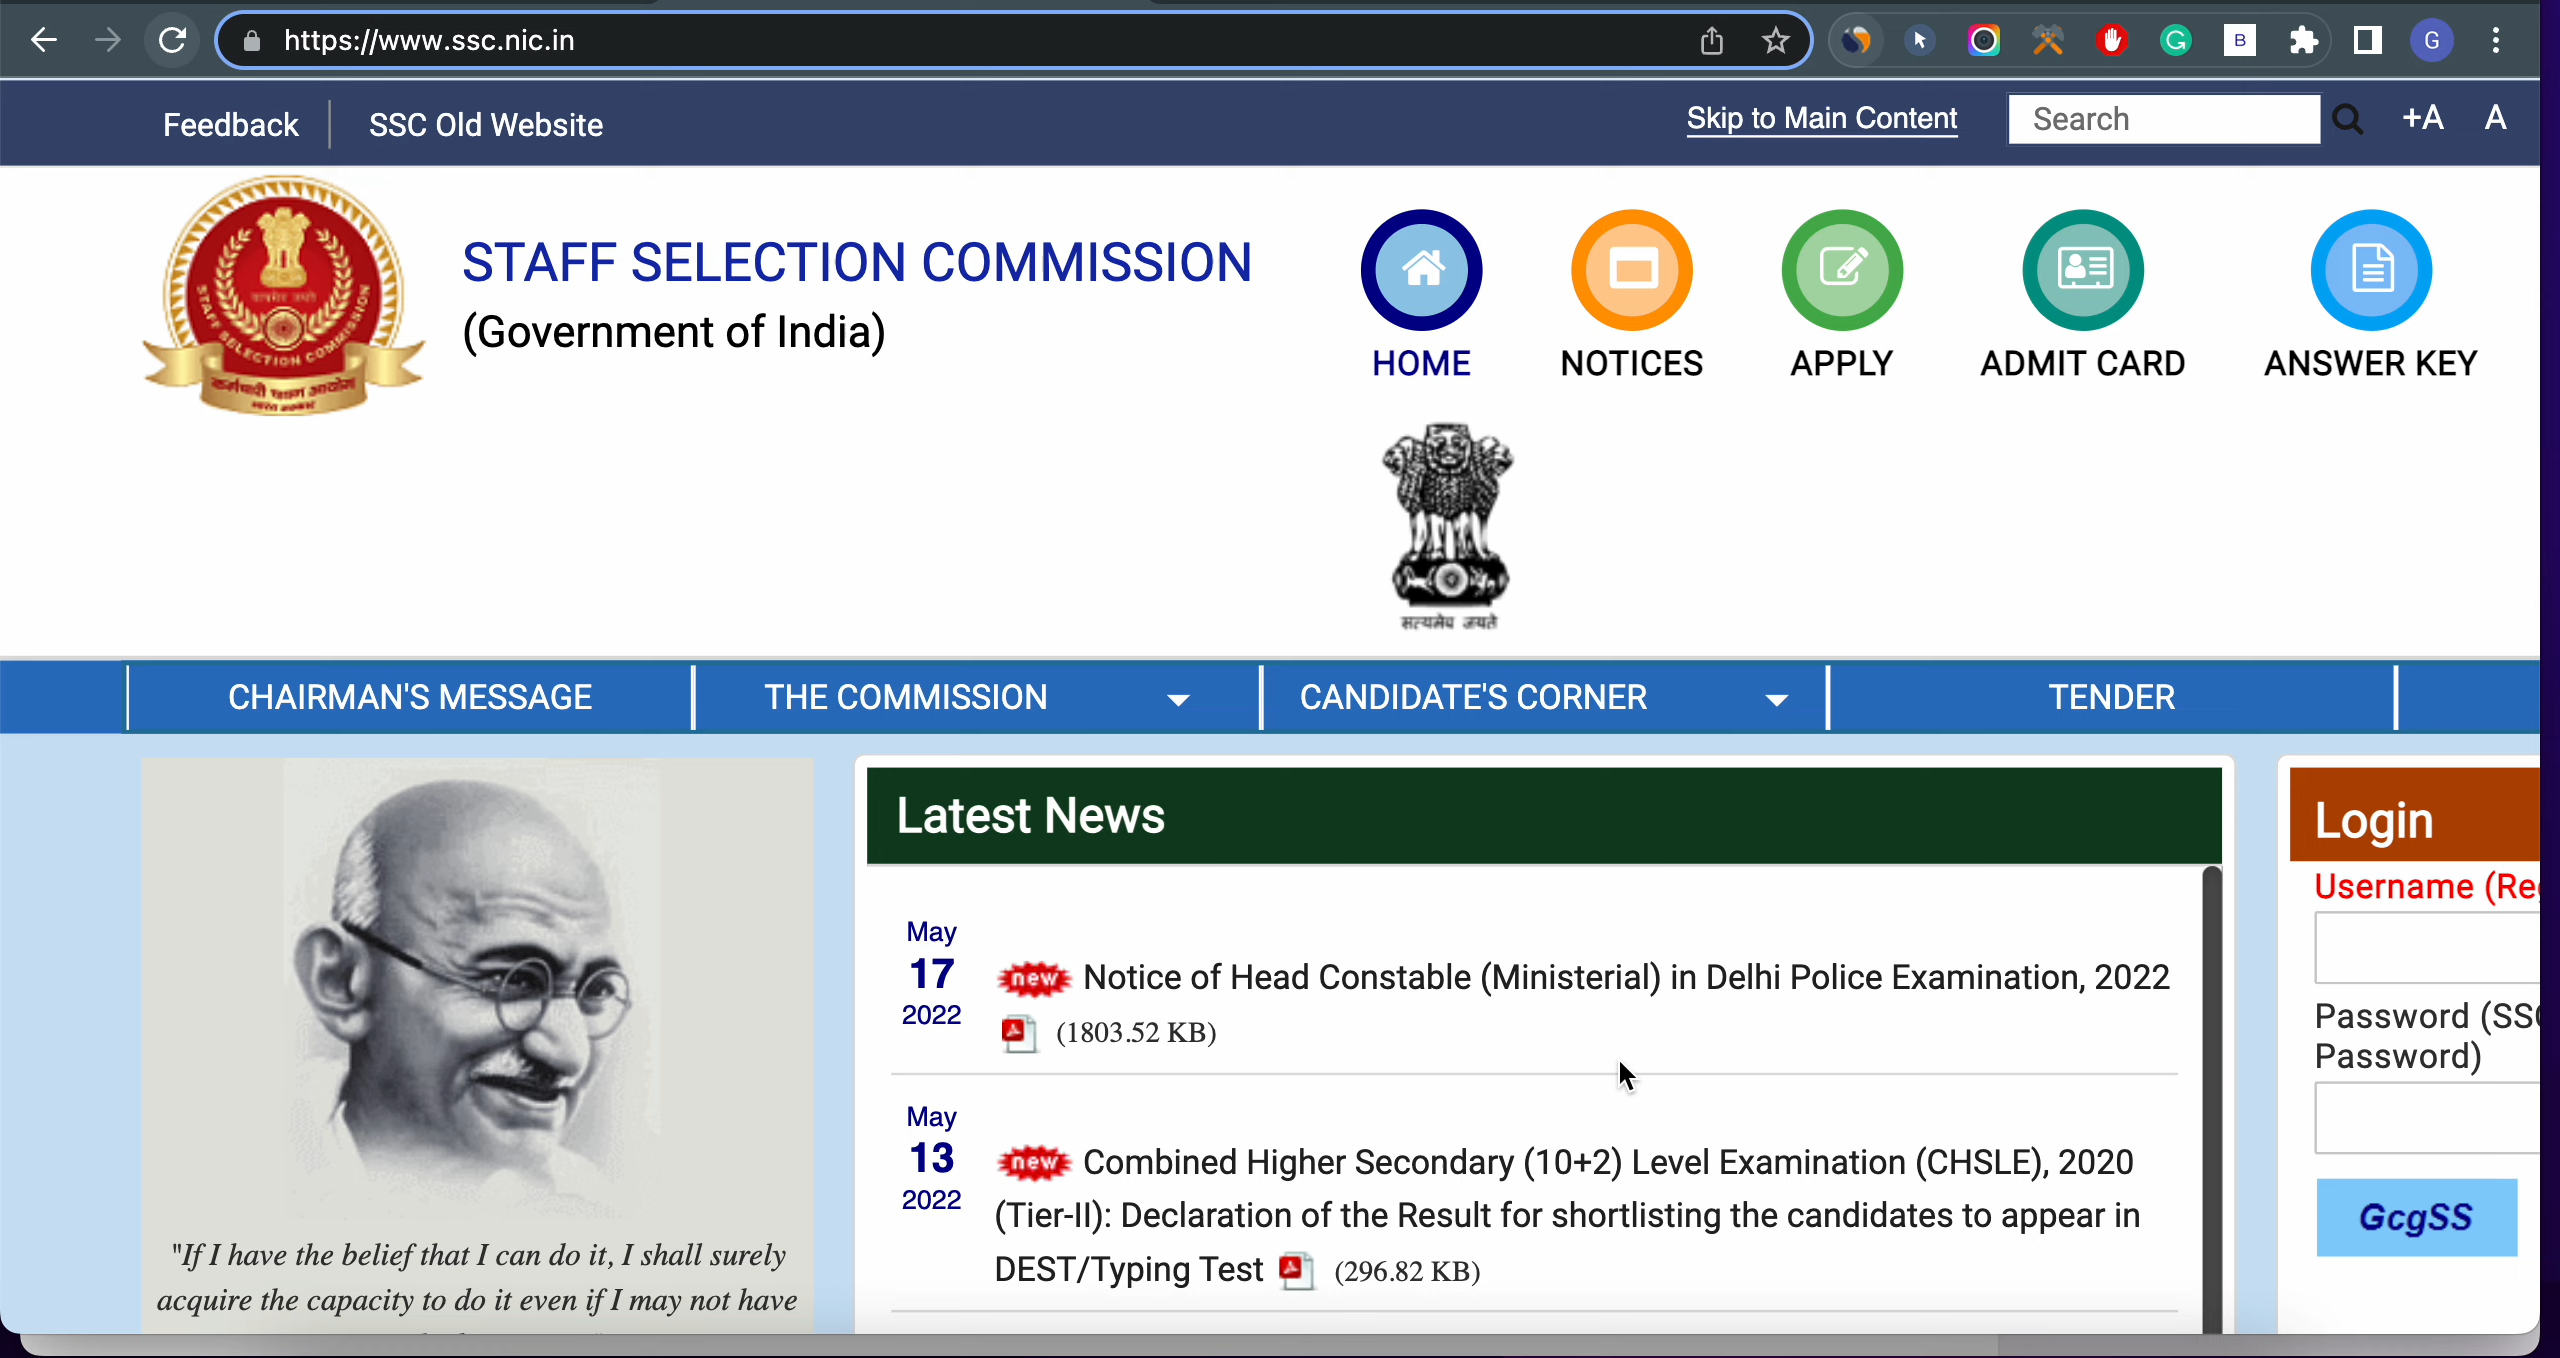 https://www.ssc.nic.in
G
B
G
Feedback
SSC Old Website
Skip to Main Content
Search
+A
A
STAFF SELECTION COMMISSION
(Government of India)
STAFF SELECTION COMMISSION
HOME
NOTICES
APPLY
ADMIT CARD
ANSWER KEY
सत्यमेव जयते
CHAIRMAN'S MESSAGE
THE COMMISSION
CANDIDATE'S CORNER
TENDER
"If I have the belief that I can do it, I shall surely
acquire the capacity to do it even if I may not have
Latest News
May
17
2022
new Notice of Head Constable (Ministerial) in Delhi Police Examination, 2022
(1803.52 KB)
May
13
2022
new Combined Higher Secondary (10+2) Level Examination (CHSLE), 2020
(Tier-II): Declaration of the Result for shortlisting the candidates to appear in
DEST/Typing Test (296.82 KB)
Login
Username (Re
Password (SS
Password)
GcgSS